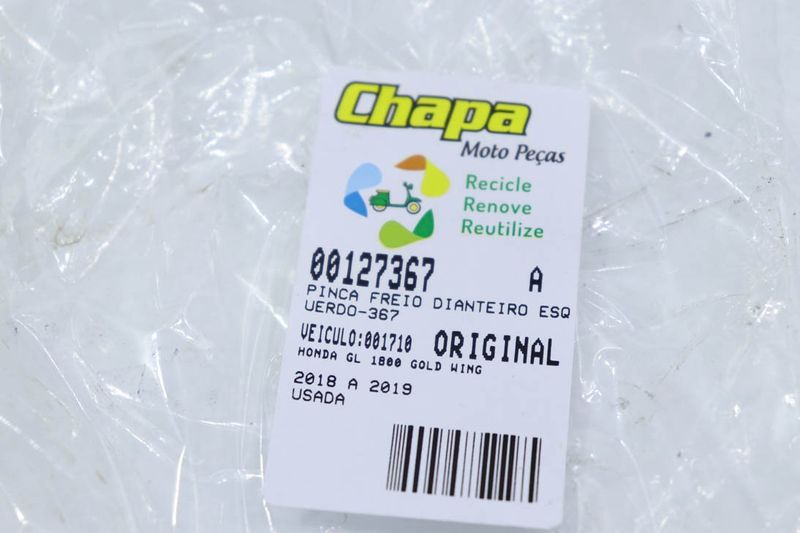 Chapa
Moto Peças
Recicle
Renove
Reutilize
00127367 A
PINCA FREIO DIANTEIRO ESQ
UERDO-367
VEICULO:001710 ORIGINAL
HONDA GL 1800 GOLD WING
2018 A 2019
USADA